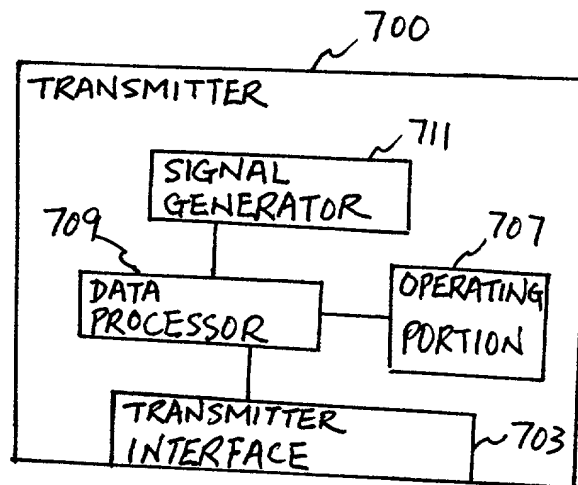 700
TRANSMITTER
711
SIGNAL
GENERATOR
709
DATA
PROCESSOR
707
OPERATING
PORTION
TRANSMITTER
INTERFACE
703